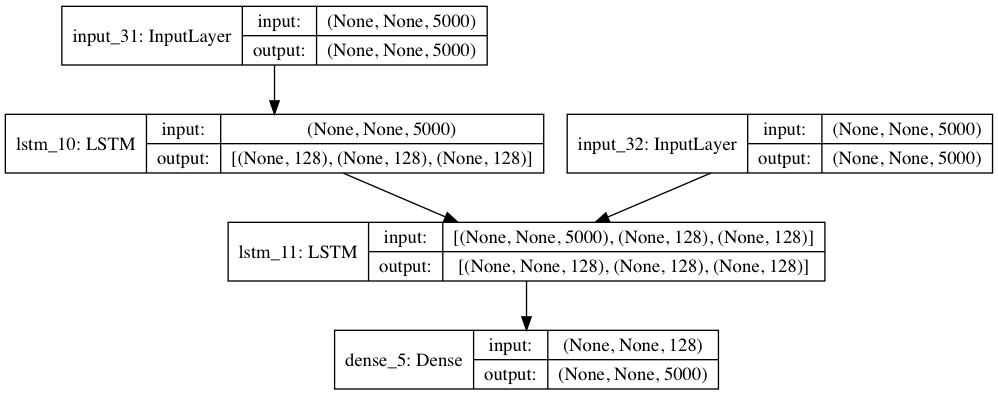 input_31: InputLayer
input:
(None, None, 5000)
output:
(None, None, 5000)
lstm_10: LSTM
input:
(None, None, 5000)
output:
[(None, 128), (None, 128), (None, 128)]
input_32: InputLayer
input:
(None, None, 5000)
output:
(None, None, 5000)
lstm_11: LSTM
input:
[(None, None, 5000), (None, 128), (None, 128)]
output:
[(None, None, 128), (None, 128), (None, 128)]
dense_5: Dense
input:
(None, None, 128)
output:
(None, None, 5000)